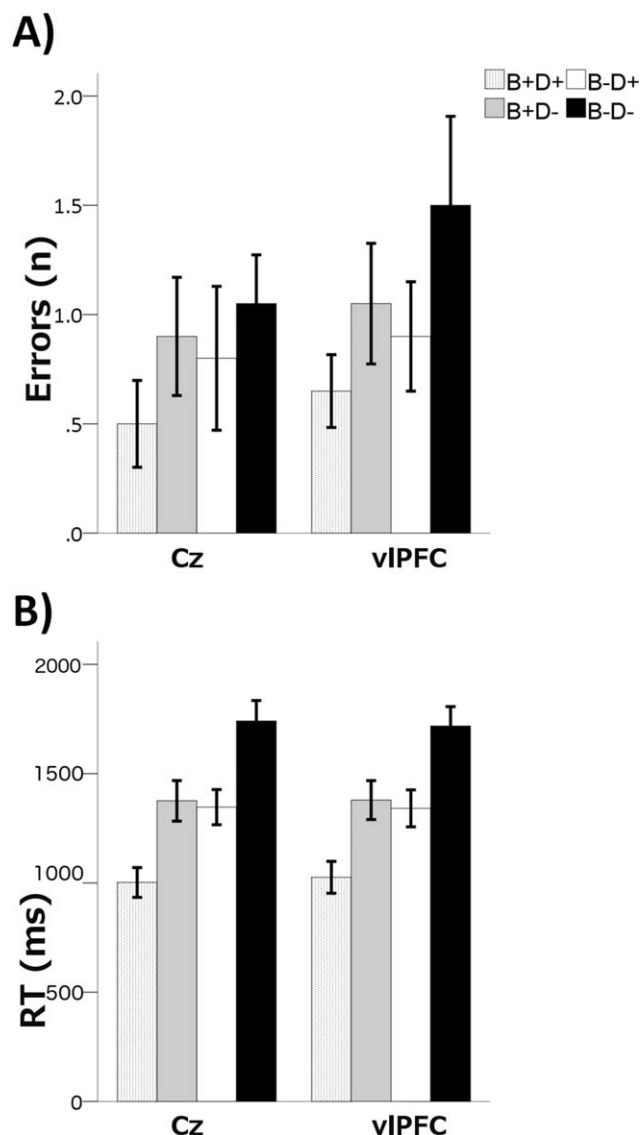 A)
B+D+ B-D+
B+D- B-D-
2.0
1.5
1.0
.5
.0
Errors (n)
Cz vlPFC
B)
2000
1500
1000
500
0
RT (ms)
Cz vlPFC